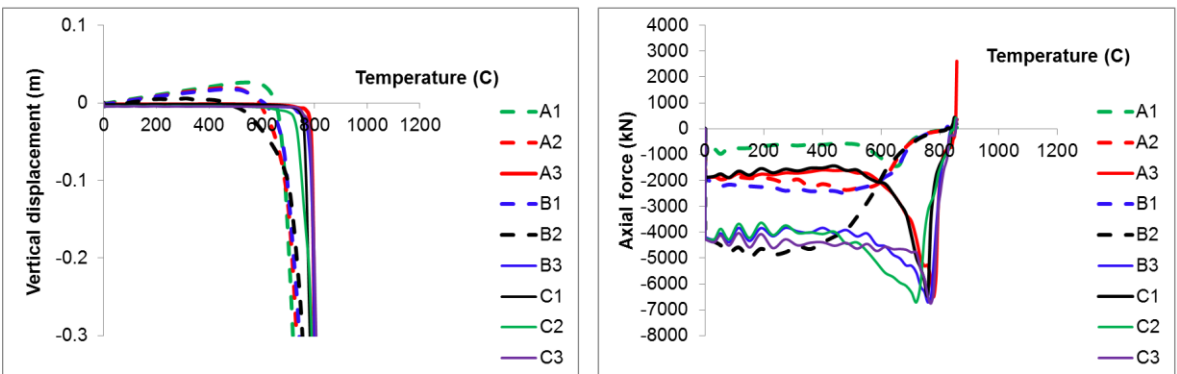 0.1
0
-0.1
-0.2
-0.3
0 200 400 600 800 1000 1200
Temperature (C)
Vertical displacement (m)
A1
A2
A3
B1
B2
B3
C1
C2
C3
4000
3000
2000
1000
0
-1000
-2000
-3000
-4000
-5000
-6000
-7000
-8000
0 200 400 600 800 1000 1200
Temperature (C)
Axial force (kN)
A1
A2
A3
B1
B2
B3
C1
C2
C3